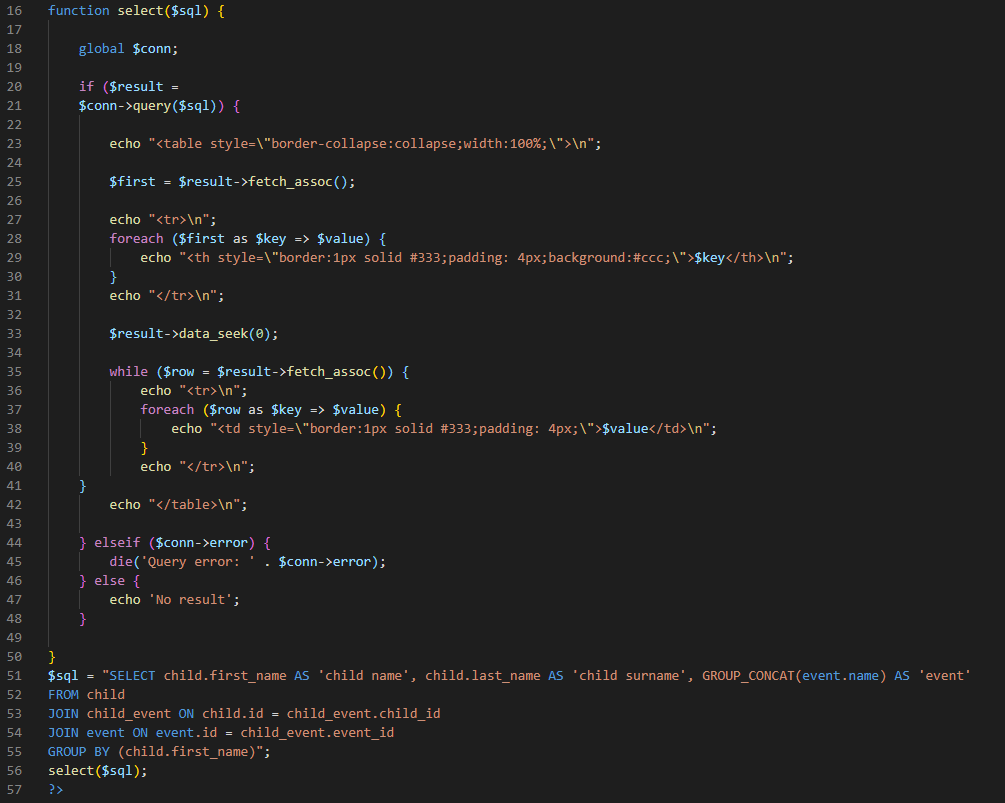 16 function select($sql) {
17
18     global $conn;
19
20     if ($result =
21     $conn->query($sql)) {
22
23         echo "<table style=\"border-collapse:collapse;width:100%;\">\n";
24
25         $first = $result->fetch_assoc();
26
27         echo "<tr>\n";
28         foreach ($first as $key => $value) {
29             echo "<th style=\"border:1px solid #333;padding: 4px;background:#ccc;\">$key</th>\n";
30         }
31         echo "</tr>\n";
32
33         $result->data_seek(0);
34
35         while ($row = $result->fetch_assoc()) {
36             echo "<tr>\n";
37             foreach ($row as $key => $value) {
38                 echo "<td style=\"border:1px solid #333;padding: 4px;\">$value</td>\n";
39             }
40             echo "</tr>\n";
41     }
42         echo "</table>\n";
43
44     } elseif ($conn->error) {
45         die('Query error: ' . $conn->error);
46     } else {
47         echo 'No result';
48     }
49
50 }
51 $sql = "SELECT child.first_name AS 'child name', child.last_name AS 'child surname', GROUP_CONCAT(event.name) AS 'event'
52 FROM child
53 JOIN child_event ON child.id = child_event.child_id
54 JOIN event ON event.id = child_event.event_id
55 GROUP BY (child.first_name)";
56 select($sql);
57 ?>